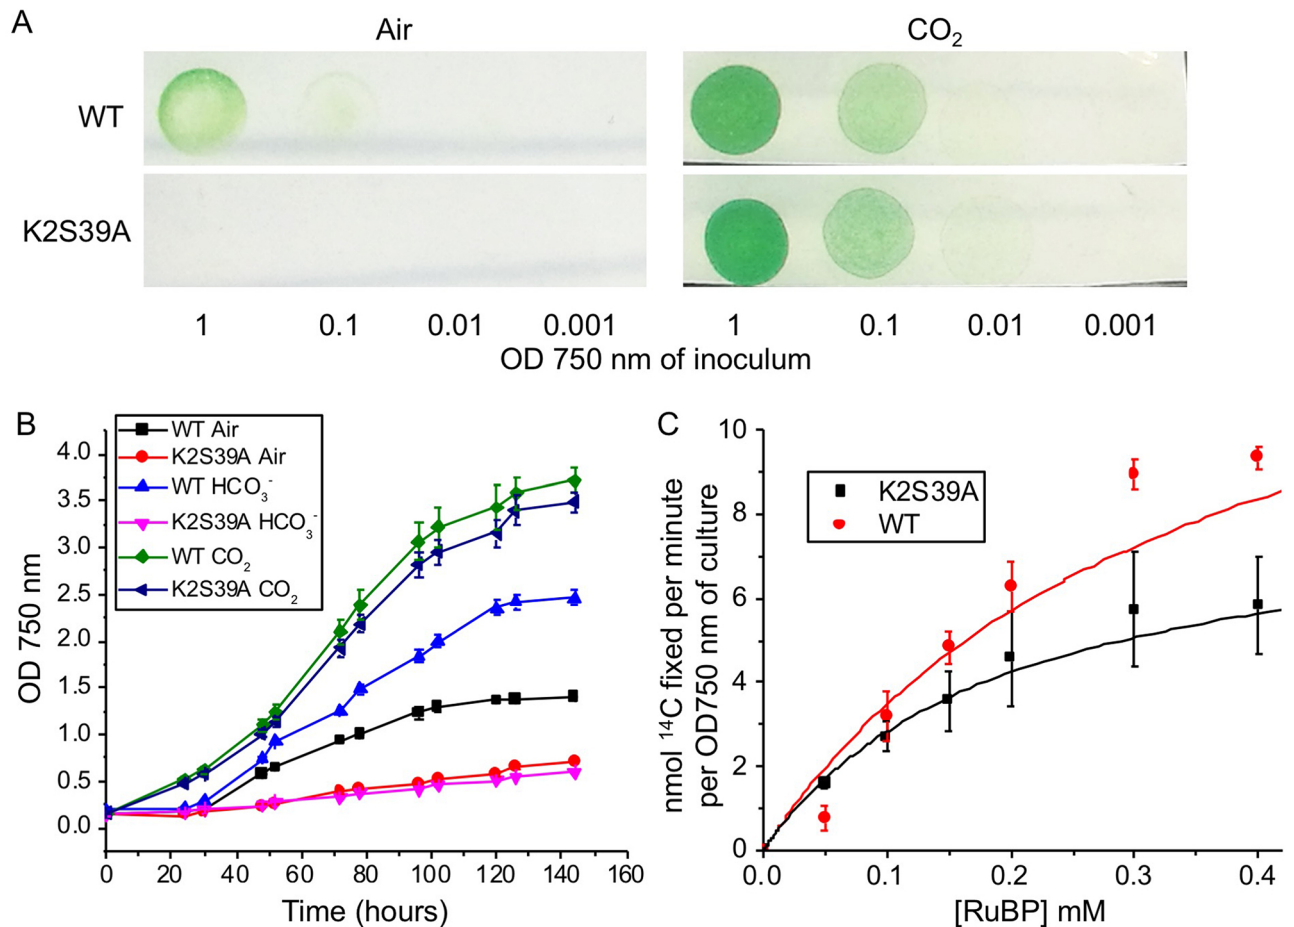 A
Air
CO₂
WT
K2S39A
1 0.1 0.01 0.001 1 0.1 0.01 0.001
OD 750 nm of inoculum
B
WT Air
K2S39A Air
WT HCO₃⁻
K2S39A HCO₃⁻
WT CO₂
K2S39A CO₂
4.0
3.5
3.0
2.5
2.0
1.5
1.0
0.5
0.0
OD 750 nm
0 20 40 60 80 100 120 140 160
Time (hours)
C
K2S39A
WT
10
8
6
4
2
0
nmol ¹⁴C fixed per minute
per OD750 nm of culture
0.0 0.1 0.2 0.3 0.4
[RuBP] mM